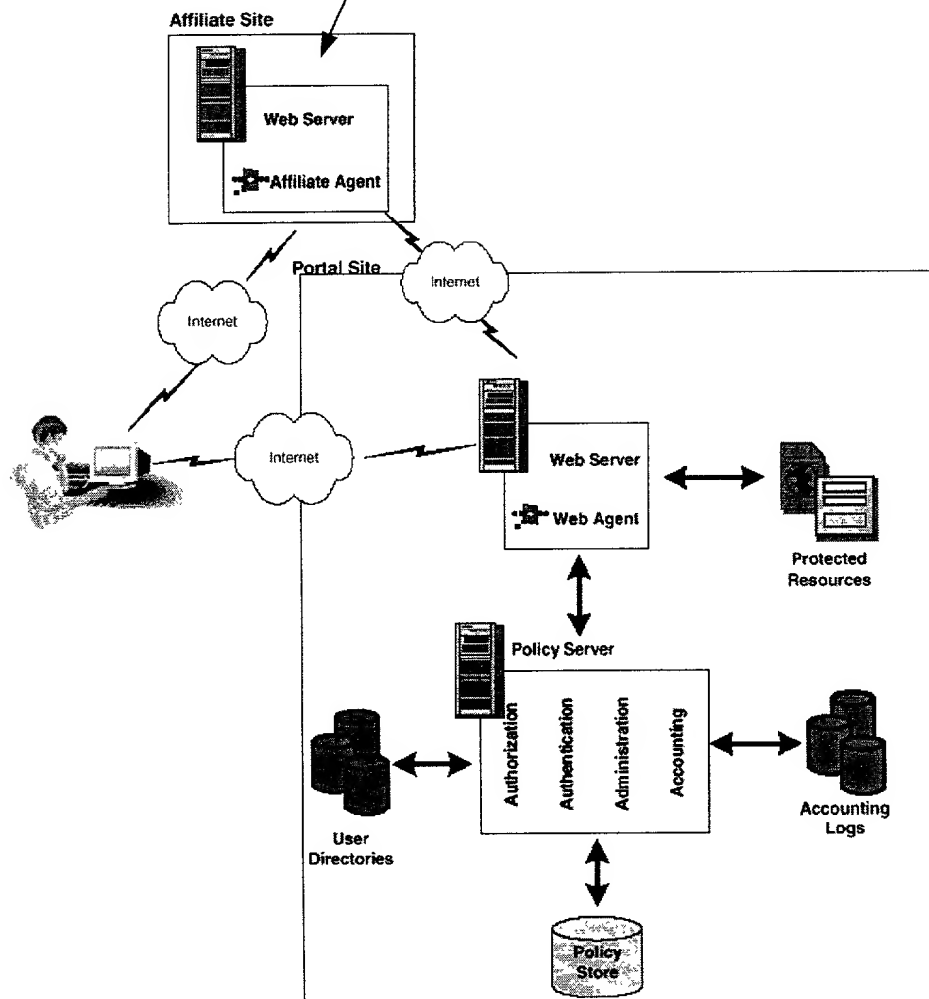 Affiliate Site
Web Server
Affiliate Agent
Portal Site
Internet
Internet
Internet
Web Server
Web Agent
Protected
Resources
Policy Server
Authorization
Authentication
Administration
Accounting
User
Directories
Accounting
Logs
Policy
Store